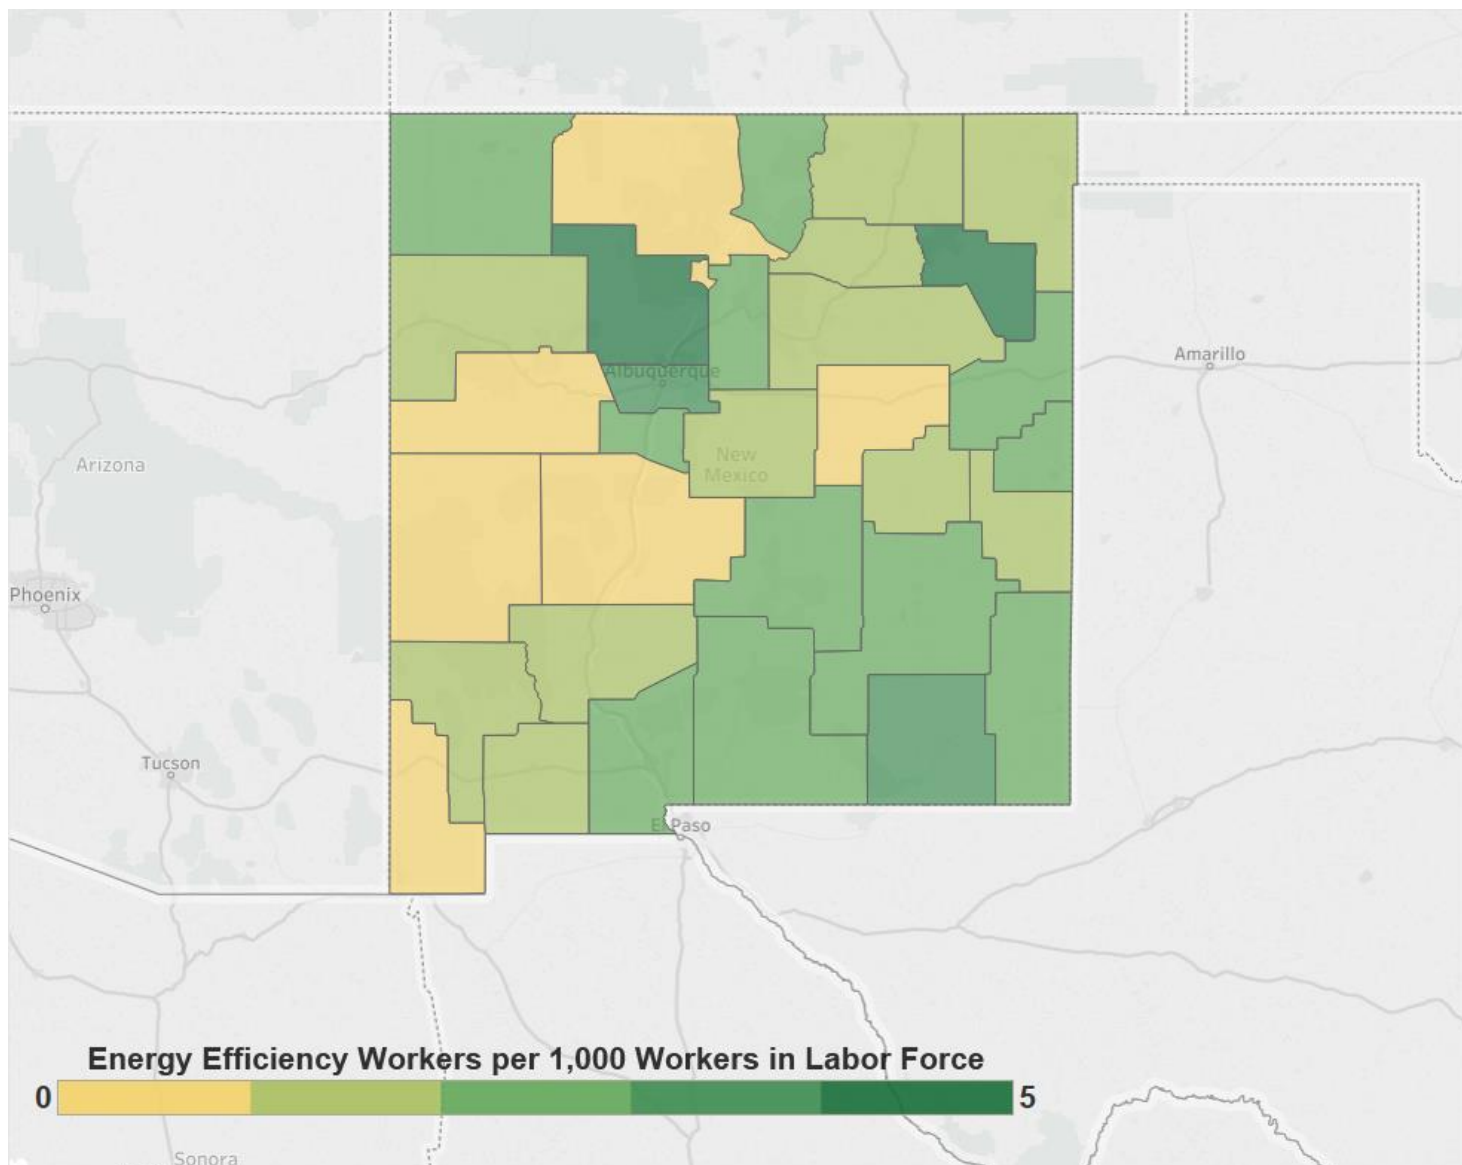 Amarillo
Albuquerque
New
Mexico
Arizona
Phoenix
Tucson
El Paso
Energy Efficiency Workers per 1,000 Workers in Labor Force
0 5
Sonora